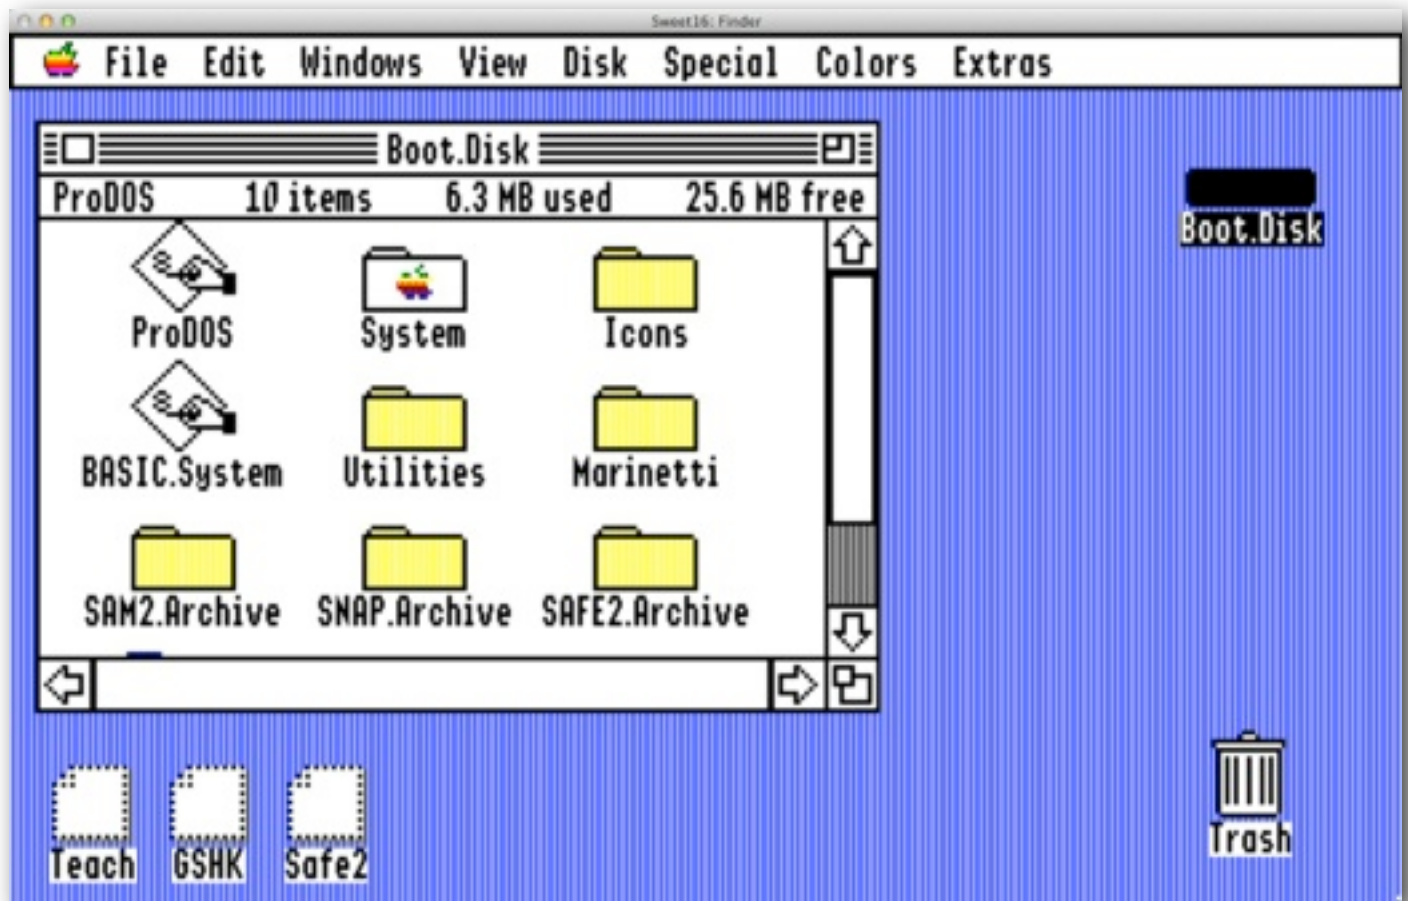 Sweet16: Finder
File Edit Windows View Disk Special Colors Extras
Boot.Disk
ProDOS 10 items 6.3 MB used 25.6 MB free
ProDOS System Icons
BASIC.System Utilities Marinetti
SAM2.Archive SNAP.Archive SAFE2.Archive
Boot.Disk
Teach GSHK Safe2
Trash